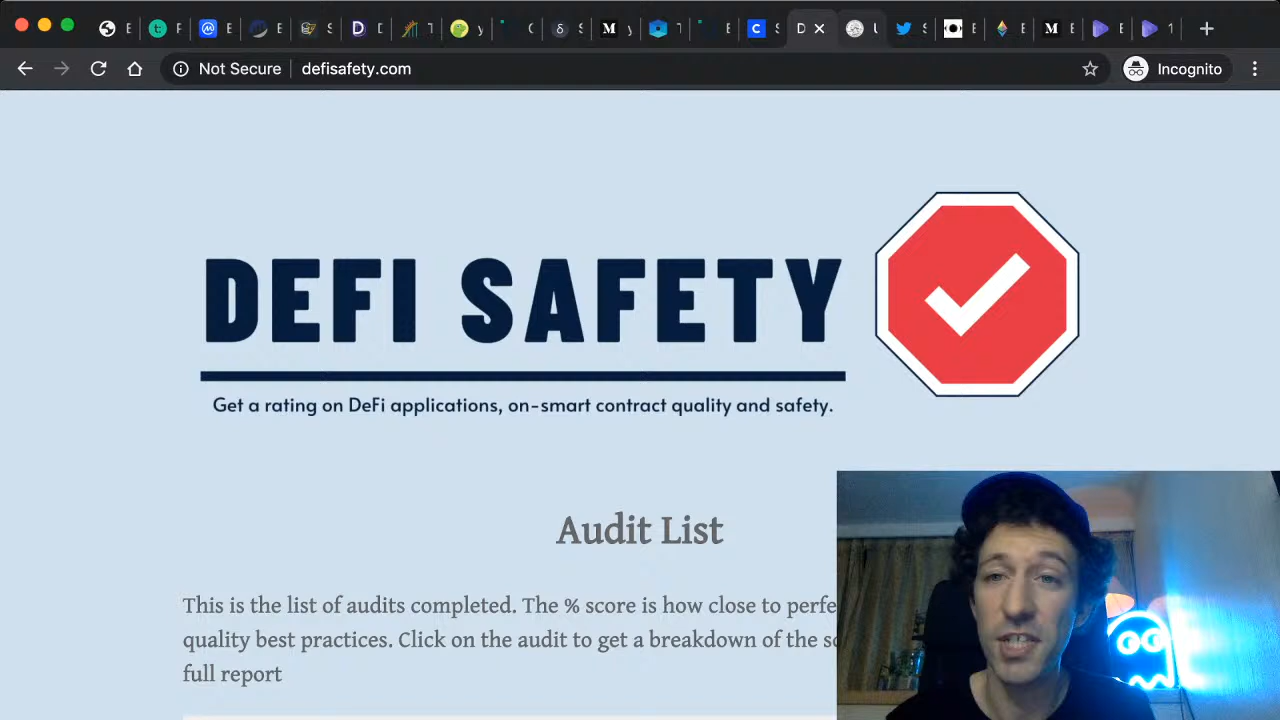 E
F
E
E
S
D
T
y
C
S
M
y
T
E
C
S
D
U
S
E
E
M
E
1
Not Secure
defisafety.com
Incognito
DEFI SAFETY
Get a rating on DeFi applications, on-smart contract quality and safety.
Audit List
This is the list of audits completed. The % score is how close to perfe
quality best practices. Click on the audit to get a breakdown of the sc
full report